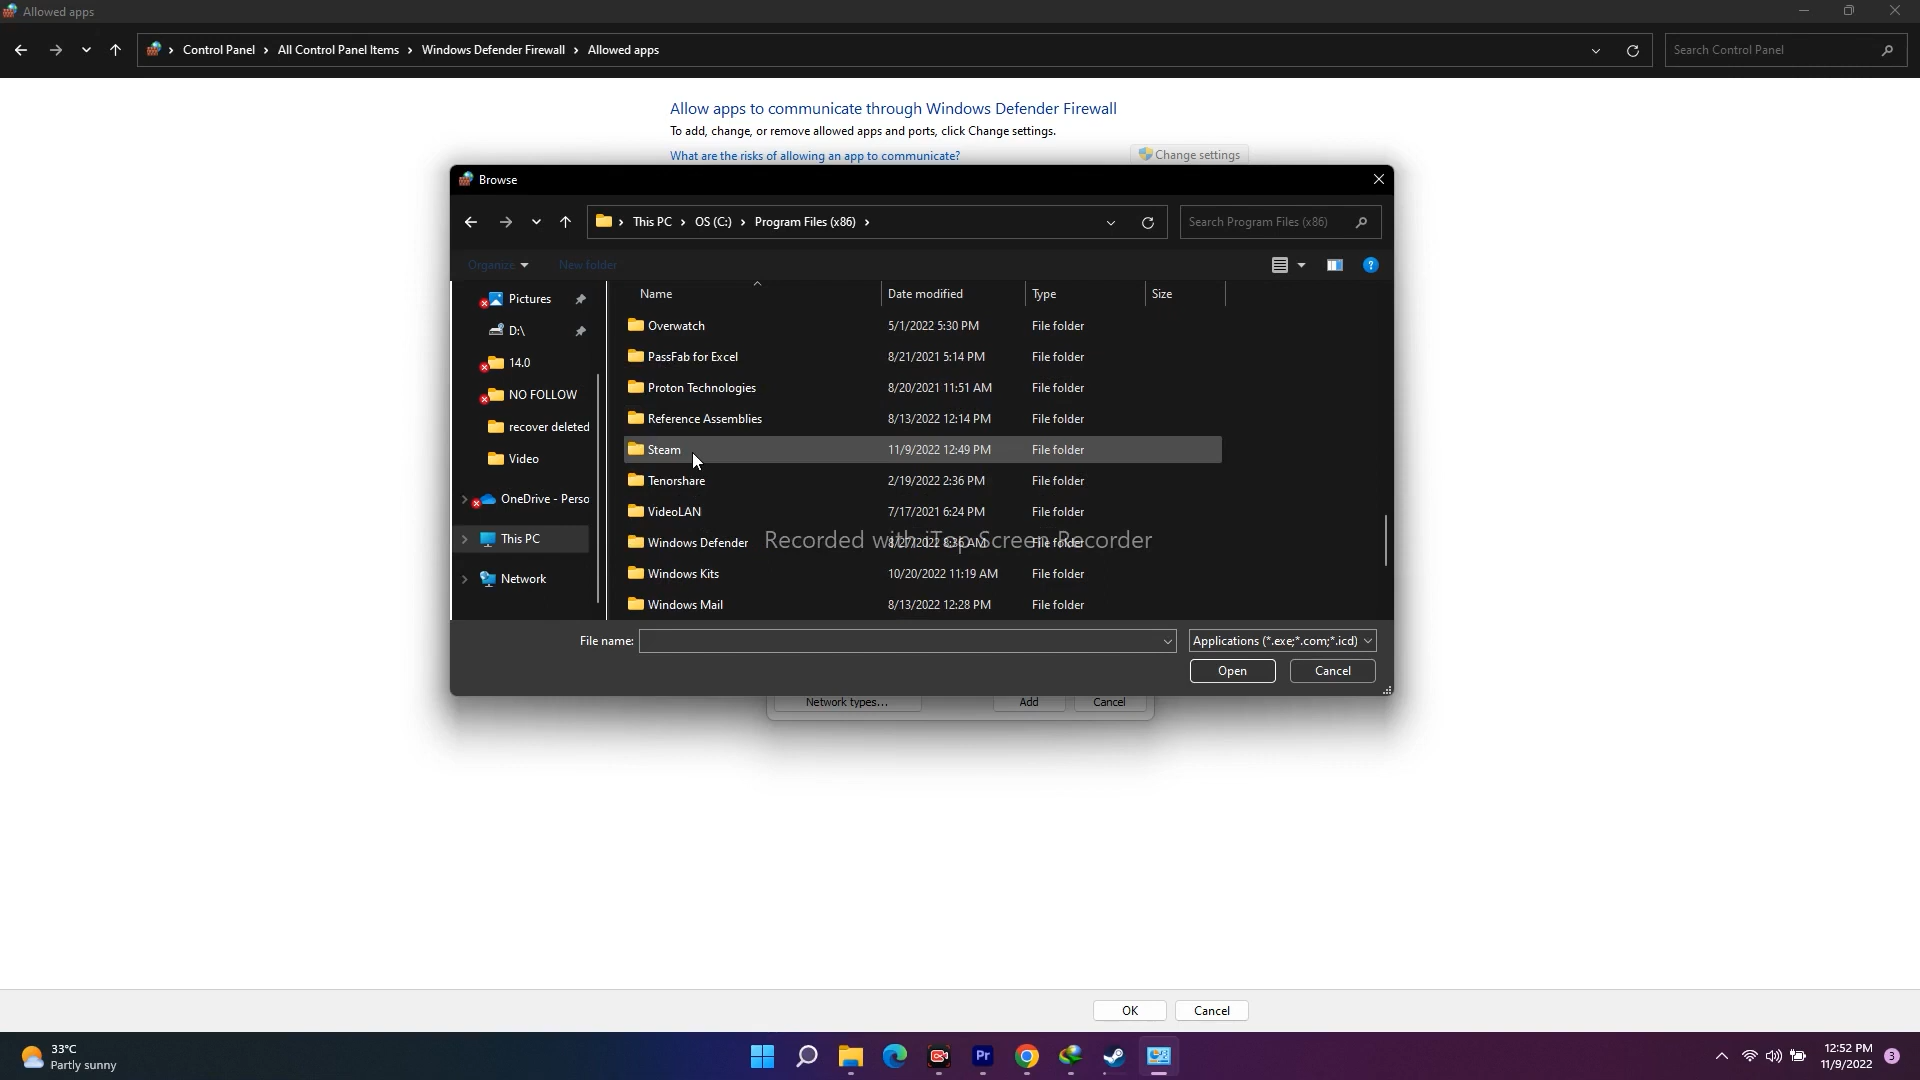 Allowed apps
Control Panel > All Control Panel Items > Windows Defender Firewall > Allowed apps
Search Control Panel
Allow apps to communicate through Windows Defender Firewall
To add, change, or remove allowed apps and ports, click Change settings.
What are the risks of allowing an app to communicate?
Change settings
Browse
This PC > OS (C:) > Program Files (x86) >
Search Program Files (x86)
Organize
New folder
Name
Date modified
Type
Size
Pictures
D:\
14.0
NO FOLLOW
recover deleted
Video
OneDrive - Perso
This PC
Network
Overwatch 5/1/2022 5:30 PM File folder
PassFab for Excel 8/21/2021 5:14 PM File folder
Proton Technologies 8/20/2021 11:51 AM File folder
Reference Assemblies 8/13/2022 12:14 PM File folder
Steam 11/9/2022 12:49 PM File folder
Tenorshare 2/19/2022 2:36 PM File folder
VideoLAN 7/17/2021 6:24 PM File folder
Windows Defender 8/27/2022 8:36 AM File folder
Recorded with iTop Screen Recorder
Windows Kits 10/20/2022 11:19 AM File folder
Windows Mail 8/13/2022 12:28 PM File folder
File name:
Applications (*.exe;*.com;*.icd)
Open
Cancel
Network types...
Add
Cancel
OK
Cancel
33°C
Partly sunny
Pr
12:52 PM
11/9/2022
3